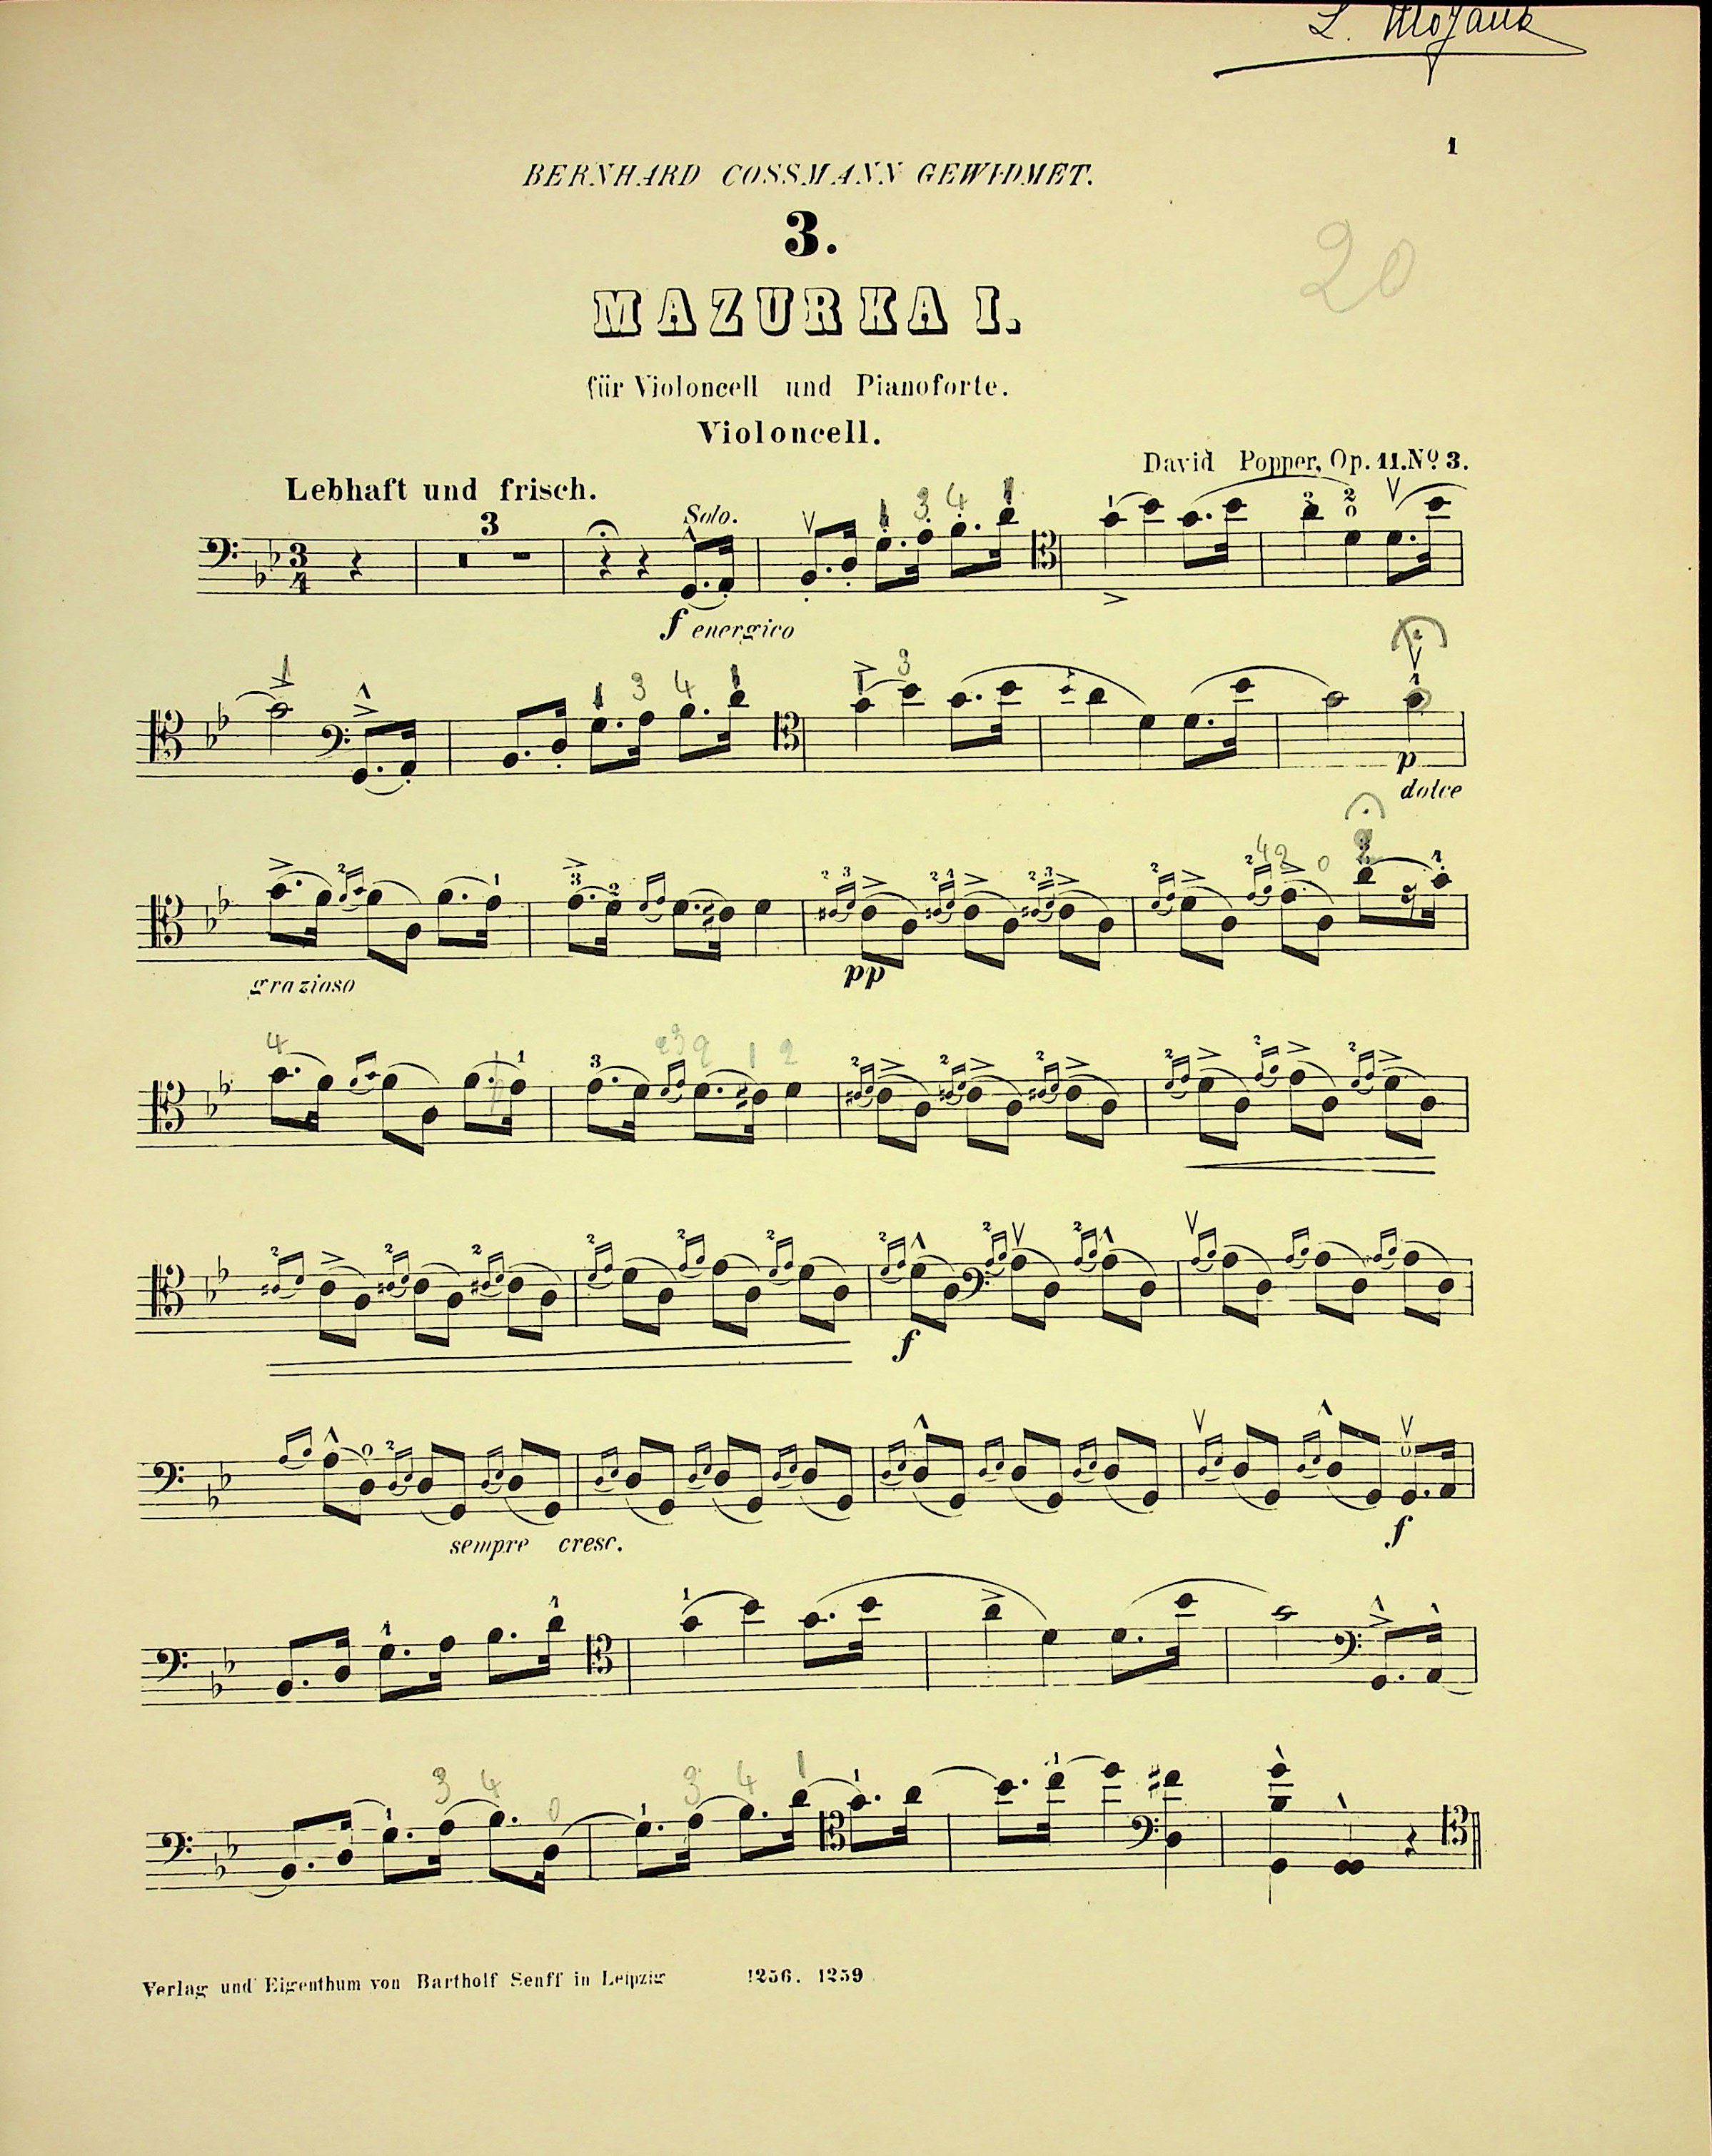 1
BERNHARD COSSMANN GEWIDMET.
3.
20
MAZURKA I.
für Violoncell und Pianoforte.
Violoncell.
David Popper, Op. 11. No. 3.
Lebhaft und frisch.
3
Solo.
f energico
p
dolce
grazioso
pp
f
sempre cresc.
f
Verlag und Eigenthum von Bartholf Senff in Leipzig 1256. 1259